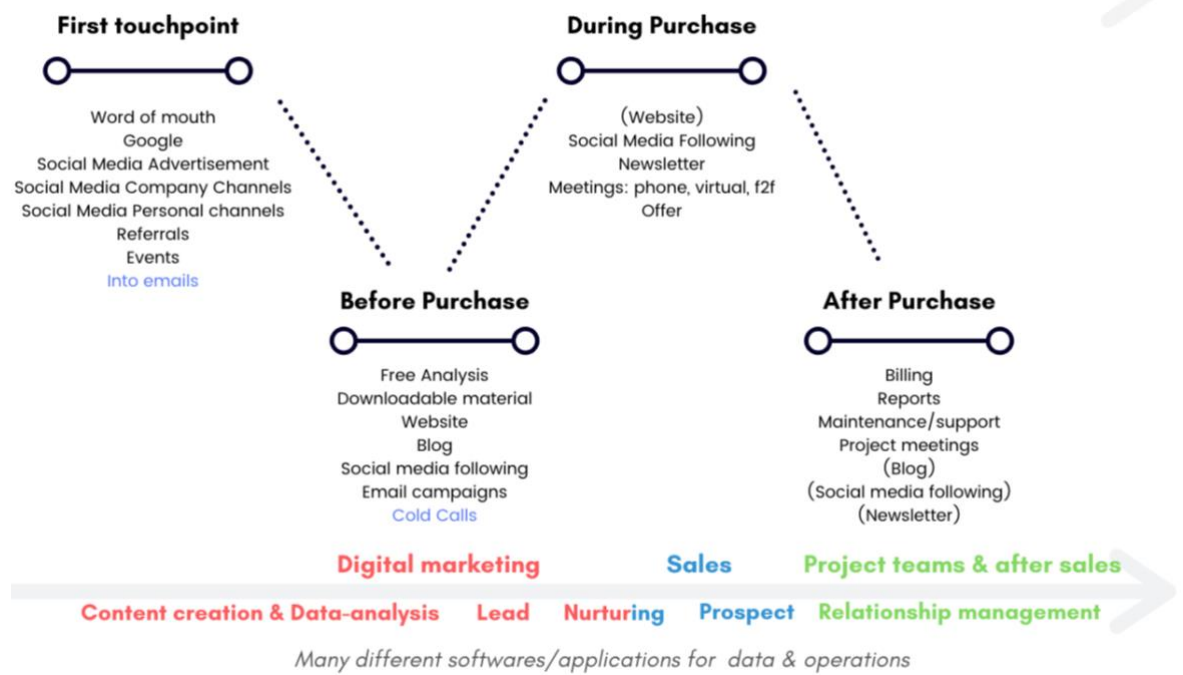 First touchpoint
Word of mouth
Google
Social Media Advertisement
Social Media Company Channels
Social Media Personal channels
Referrals
Events
Into emails
Before Purchase
Free Analysis
Downloadable material
Website
Blog
Social media following
Email campaigns
Cold Calls
During Purchase
(Website)
Social Media Following
Newsletter
Meetings: phone, virtual, f2f
Offer
After Purchase
Billing
Reports
Maintenance/support
Project meetings
(Blog)
(Social media following)
(Newsletter)
Digital marketing Sales Project teams & after sales
Content creation & Data-analysis Lead Nurturing Prospect Relationship management
Many different softwares/applications for data & operations